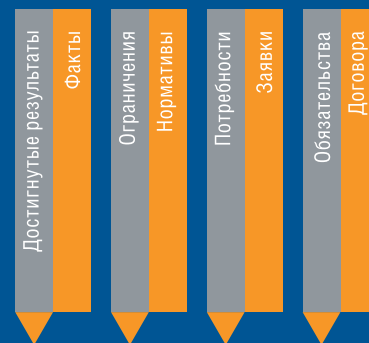 Достигнутые результаты
Факты
Ограничения
Нормативы
Потребности
Заявки
Обязательства
Договора